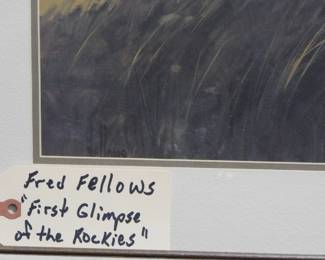 Fred Fellows
"First Glimpse
of the Rockies"